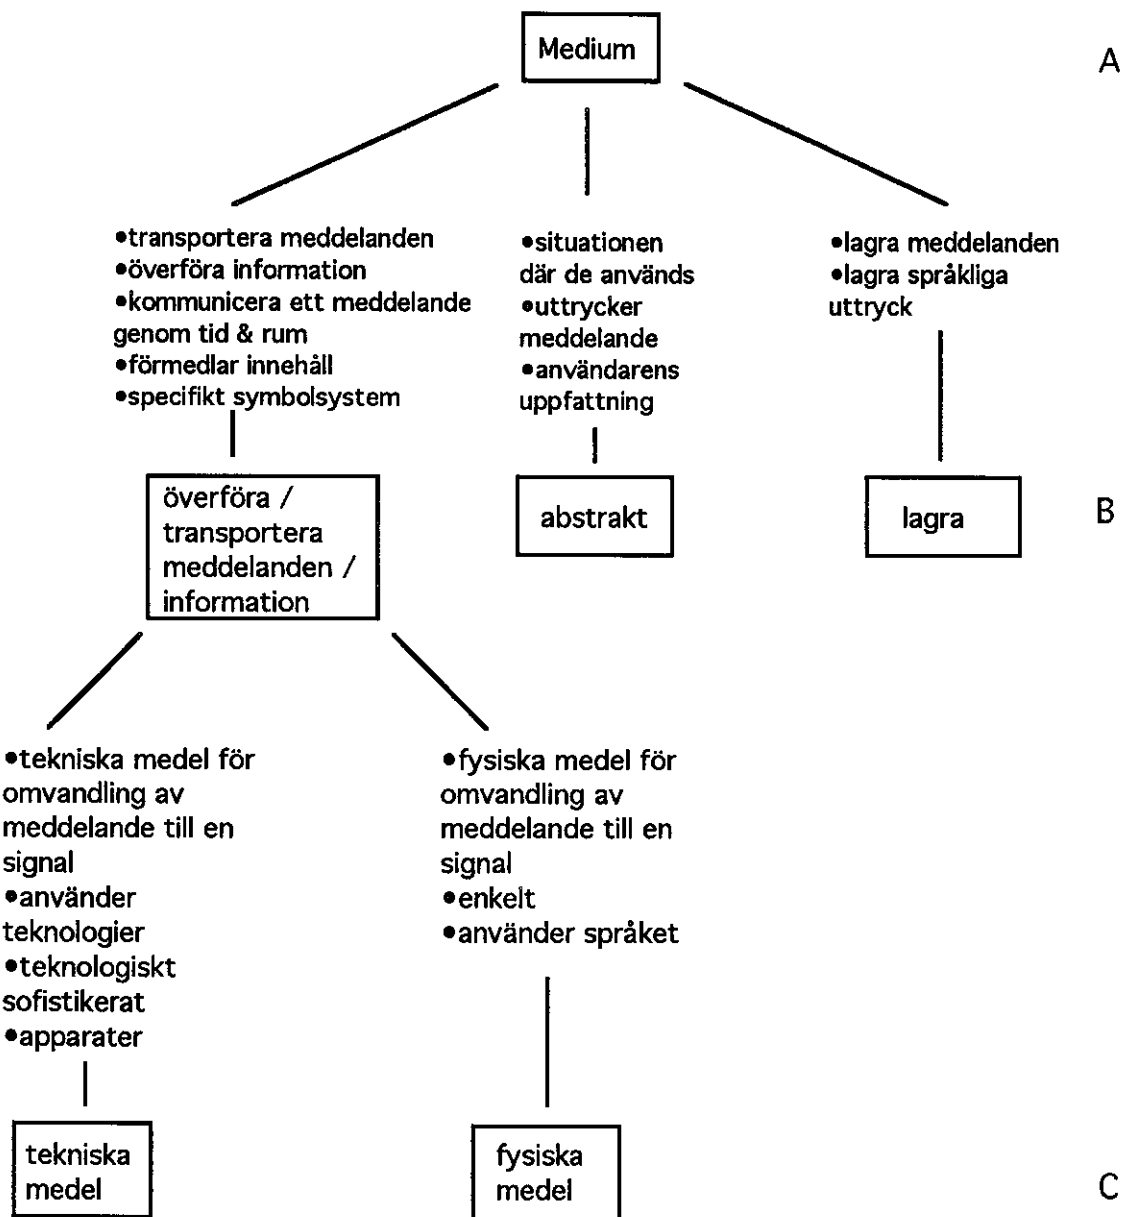 Medium
A
•transportera meddelanden
•överföra information
•kommunicera ett meddelande
genom tid & rum
•förmedlar innehåll
•specifikt symbolsystem
•situationen
där de används
•uttrycker
meddelande
•användarens
uppfattning
•lagra meddelanden
•lagra språkliga
uttryck
överföra /
transportera
meddelanden /
information
abstrakt
lagra
B
•tekniska medel för
omvandling av
meddelande till en
signal
•använder
teknologier
•teknologiskt
sofistikerat
•apparater
•fysiska medel för
omvandling av
meddelande till en
signal
•enkelt
•använder språket
tekniska
medel
fysiska
medel
C